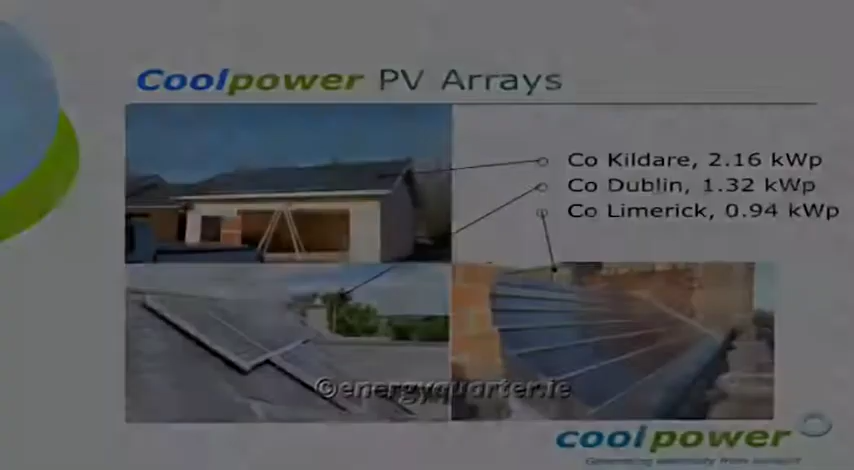 Coolpower PV Arrays
Co Kildare, 2.16 kWp
Co Dublin, 1.32 kWp
Co Limerick, 0.94 kWp
©energyquarter.ie
coolpower